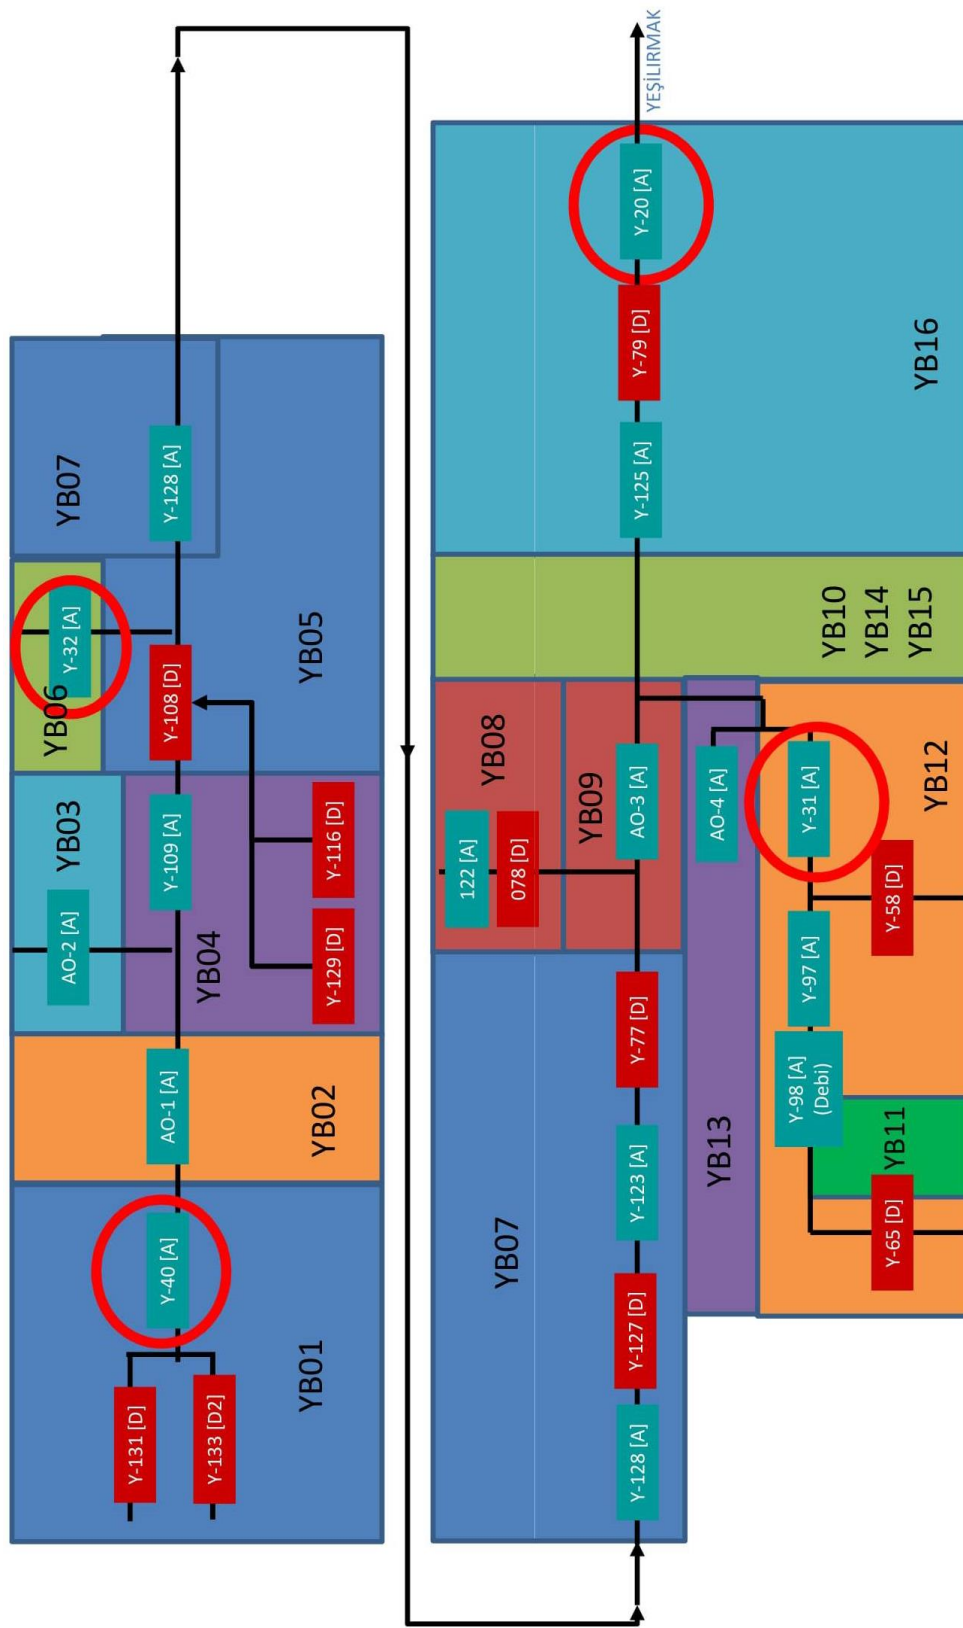 Y-131 [D]
Y-133 [D2]
Y-40 [A]
YB01
AO-1 [A]
YB02
AO-2 [A]
YB03
YB04
Y-109 [A]
Y-129 [D]
Y-116 [D]
YB06
Y-32 [A]
Y-108 [D]
YB05
YB07
Y-128 [A]
Y-128 [A]
Y-127 [D]
Y-123 [A]
Y-77 [D]
YB07
122 [A]
078 [D]
YB08
YB09
AO-3 [A]
YB13
AO-4 [A]
Y-65 [D]
YB11
Y-98 [A]
(Debi)
Y-97 [A]
Y-58 [D]
Y-31 [A]
YB12
YB10
YB14
YB15
Y-125 [A]
Y-79 [D]
Y-20 [A]
YB16
YEŞİLIRMAK